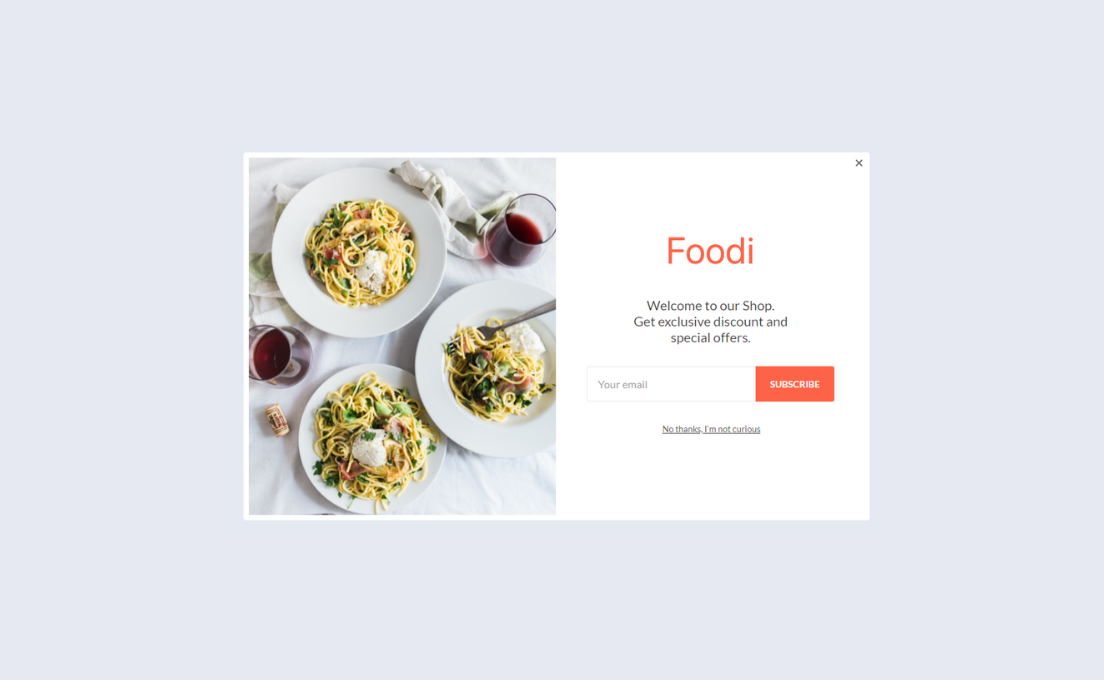 Foodi
Welcome to our Shop.
Get exclusive discount and
special offers.
Your email
SUBSCRIBE
No thanks, I'm not curious